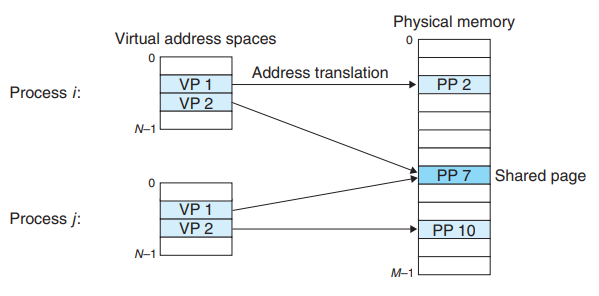 Virtual address spaces
Physical memory
0
0
Address translation
Process i:
VP 1
VP 2
PP 2
N–1
PP 7
Shared page
0
Process j:
VP 1
VP 2
PP 10
N–1
M–1